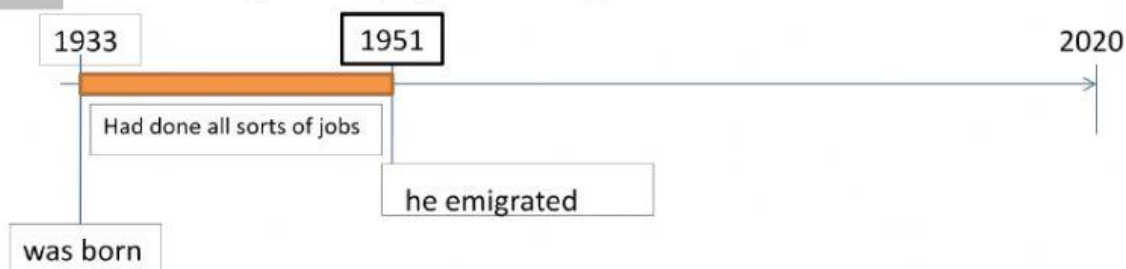 1933
1951
2020
Had done all sorts of jobs
he emigrated
was born